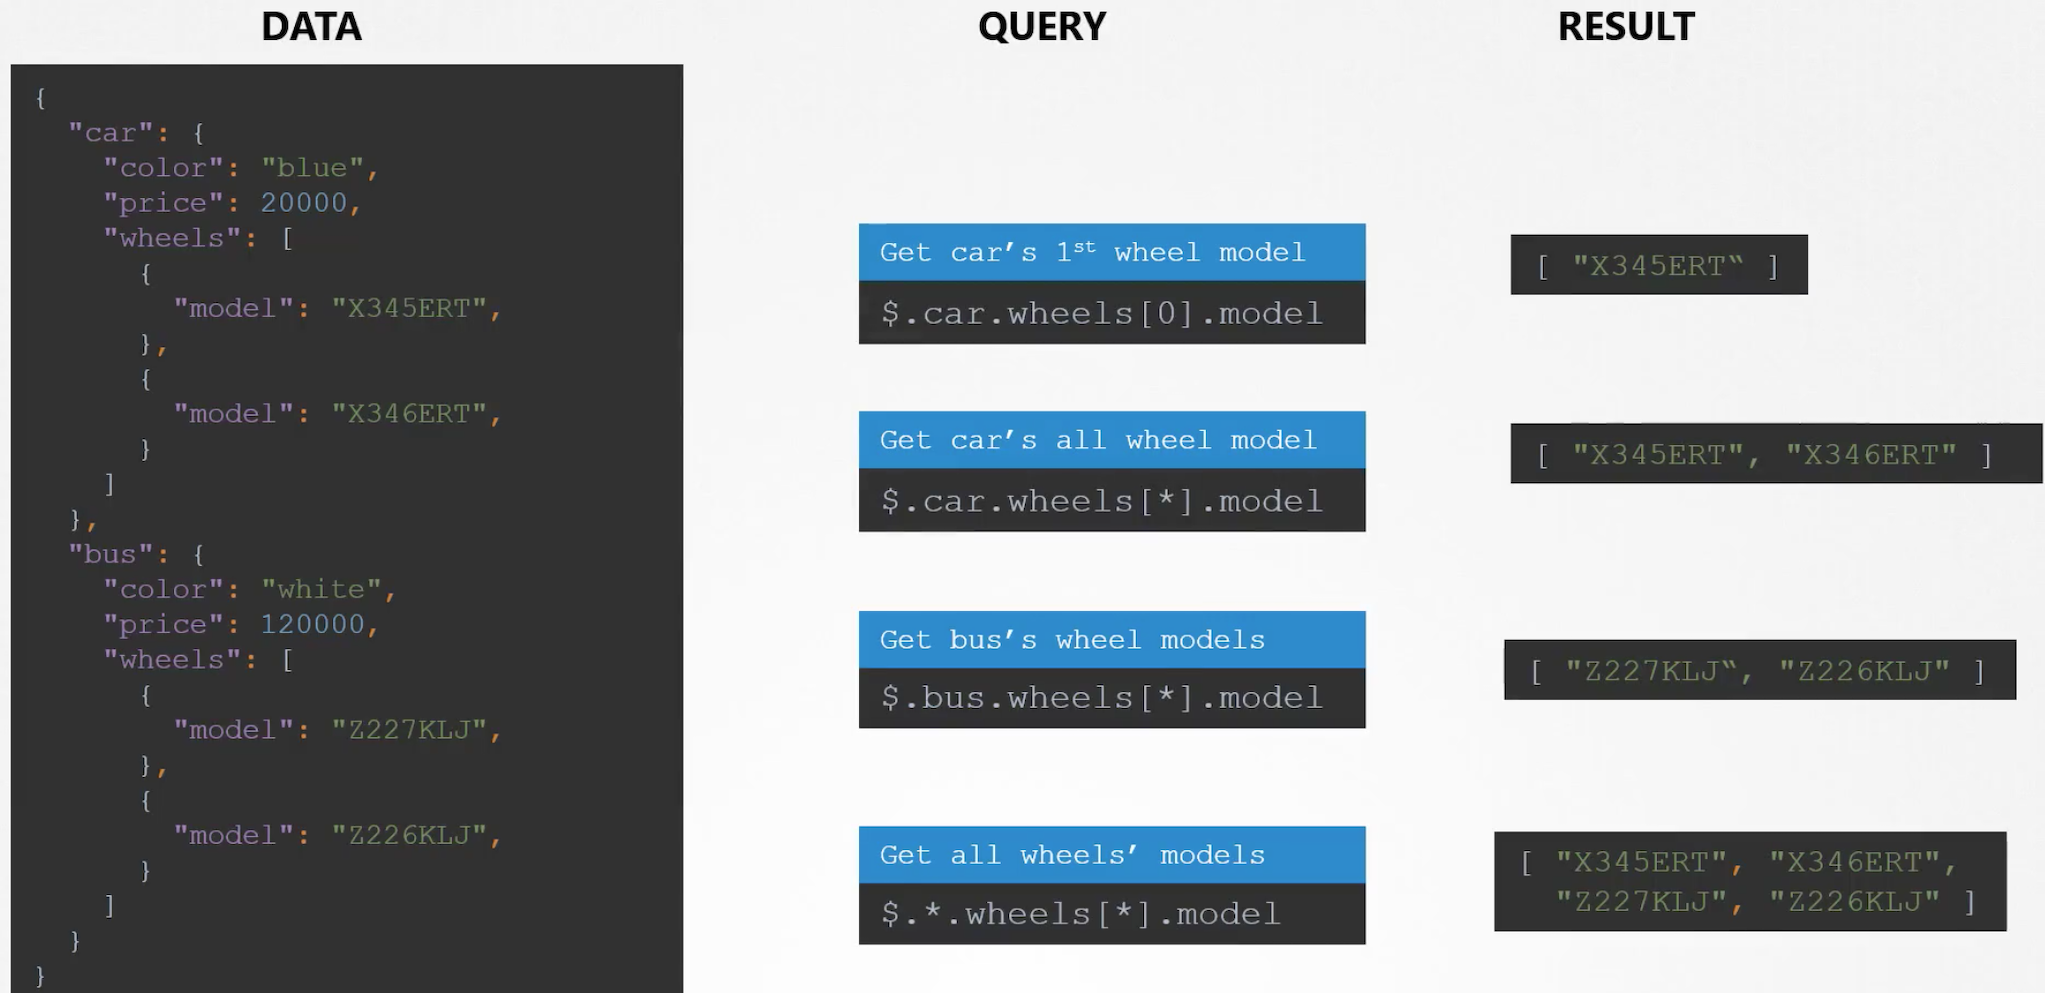 DATA
{
"car": {
"color": "blue",
"price": 20000,
"wheels": [
{
"model": "X345ERT",
},
{
"model": "X346ERT",
}
]
},
"bus": {
"color": "white",
"price": 120000,
"wheels": [
{
"model": "Z227KLJ",
},
{
"model": "Z226KLJ",
}
]
}
}
QUERY
Get car’s 1st wheel model
$.car.wheels[0].model
Get car’s all wheel model
$.car.wheels[*].model
Get bus’s wheel models
$.bus.wheels[*].model
Get all wheels’ models
$.*.wheels[*].model
RESULT
[ "X345ERT‟ ]
[ "X345ERT", "X346ERT" ]
[ "Z227KLJ‟, "Z226KLJ" ]
[ "X345ERT", "X346ERT",
"Z227KLJ", "Z226KLJ" ]